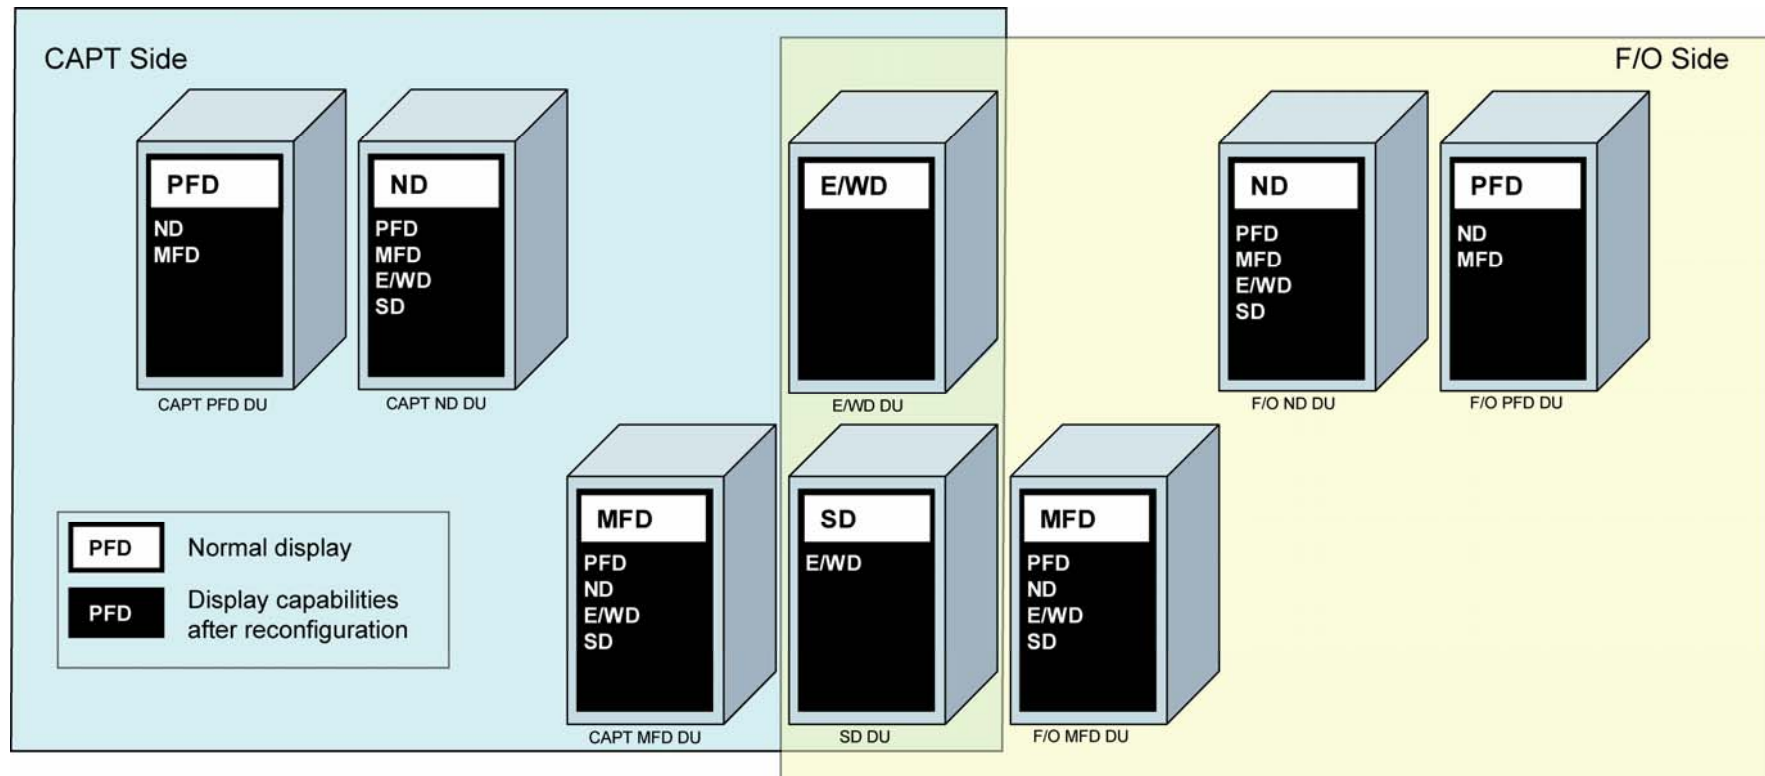 CAPT Side
F/O Side
PFD
ND
MFD
CAPT PFD DU
ND
PFD
MFD
E/WD
SD
CAPT ND DU
E/WD
E/WD DU
ND
PFD
MFD
E/WD
SD
F/O ND DU
PFD
ND
MFD
F/O PFD DU
MFD
PFD
ND
E/WD
SD
CAPT MFD DU
SD
E/WD
SD DU
MFD
PFD
ND
E/WD
SD
F/O MFD DU
PFD Normal display
PFD Display capabilities
after reconfiguration